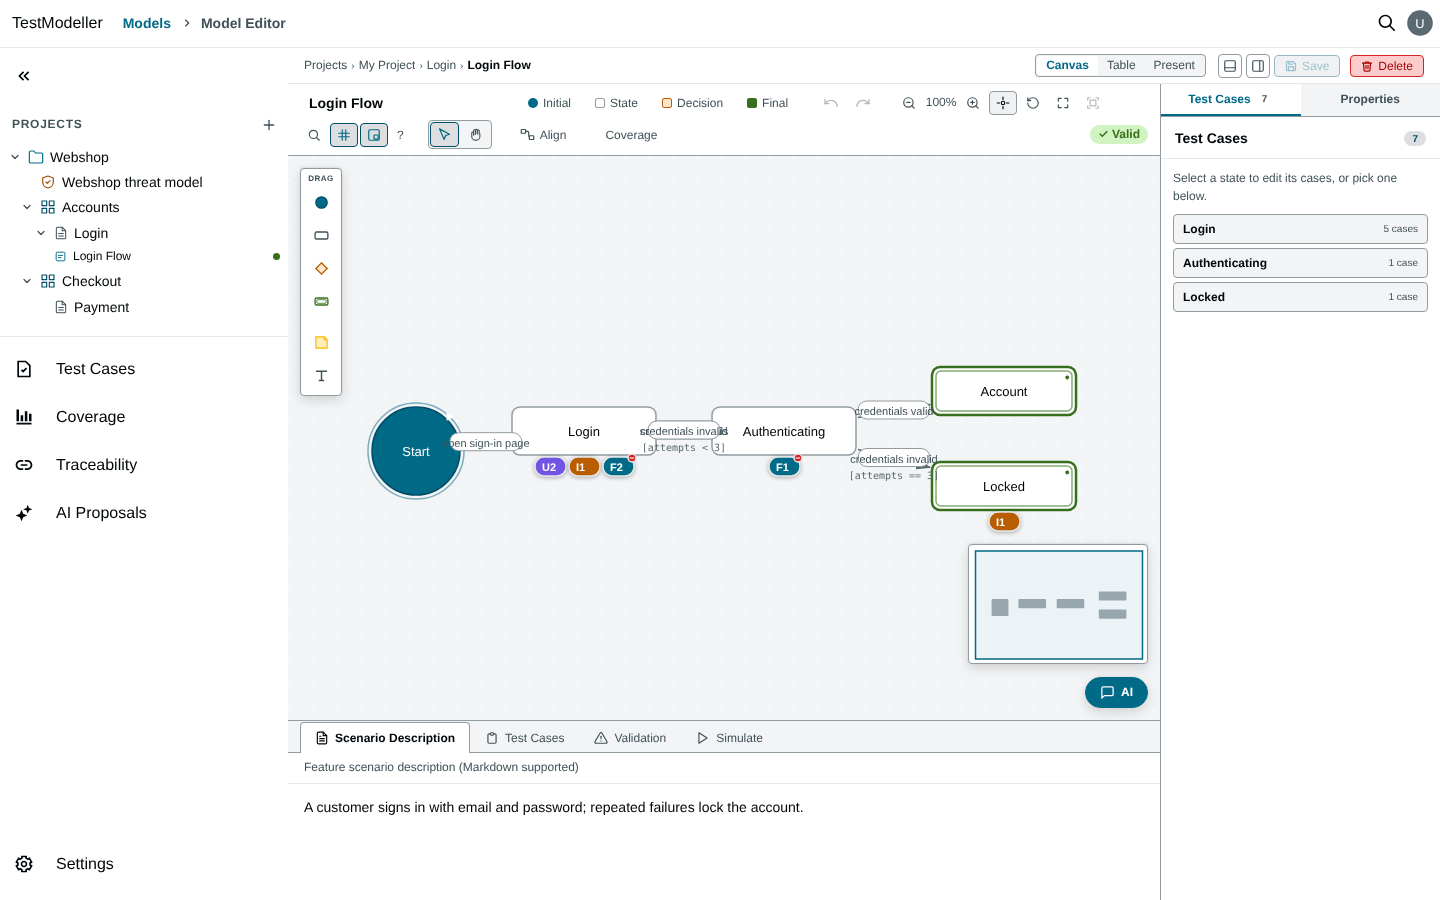 TestModeller
Models
Model Editor
U
PROJECTS
Webshop
Webshop threat model
Accounts
Login
Login Flow
Checkout
Payment
Test Cases
Coverage
Traceability
AI Proposals
Settings
Projects › My Project › Login › Login Flow
Canvas
Table
Present
Save
Delete
Login Flow
Initial
State
Decision
Final
100%
?
Align
Coverage
Valid
DRAG
Start
open sign-in page
Login
U2
I1
F2
credentials invalid
[attempts < 3]
Authenticating
F1
credentials valid
Account
credentials invalid
[attempts == 3]
Locked
I1
AI
Scenario Description
Test Cases
Validation
Simulate
Feature scenario description (Markdown supported)
A customer signs in with email and password; repeated failures lock the account.
Test Cases 7
Properties
Test Cases
7
Select a state to edit its cases, or pick one
below.
Login
5 cases
Authenticating
1 case
Locked
1 case